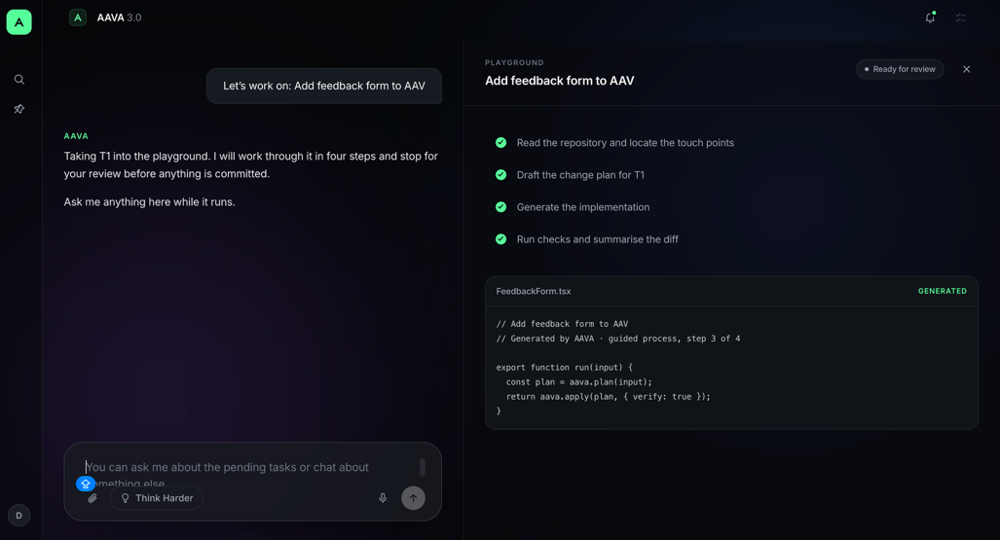 AAVA 3.0
Let's work on: Add feedback form to AAV
AAVA
Taking T1 into the playground. I will work through it in four steps and stop for
your review before anything is committed.
Ask me anything here while it runs.
You can ask me about the pending tasks or chat about
something else
Think Harder
D
PLAYGROUND
Add feedback form to AAV
Ready for review
Read the repository and locate the touch points
Draft the change plan for T1
Generate the implementation
Run checks and summarise the diff
FeedbackForm.tsx
GENERATED
// Add feedback form to AAV
// Generated by AAVA · guided process, step 3 of 4
export function run(input) {
const plan = aava.plan(input);
return aava.apply(plan, { verify: true });
}